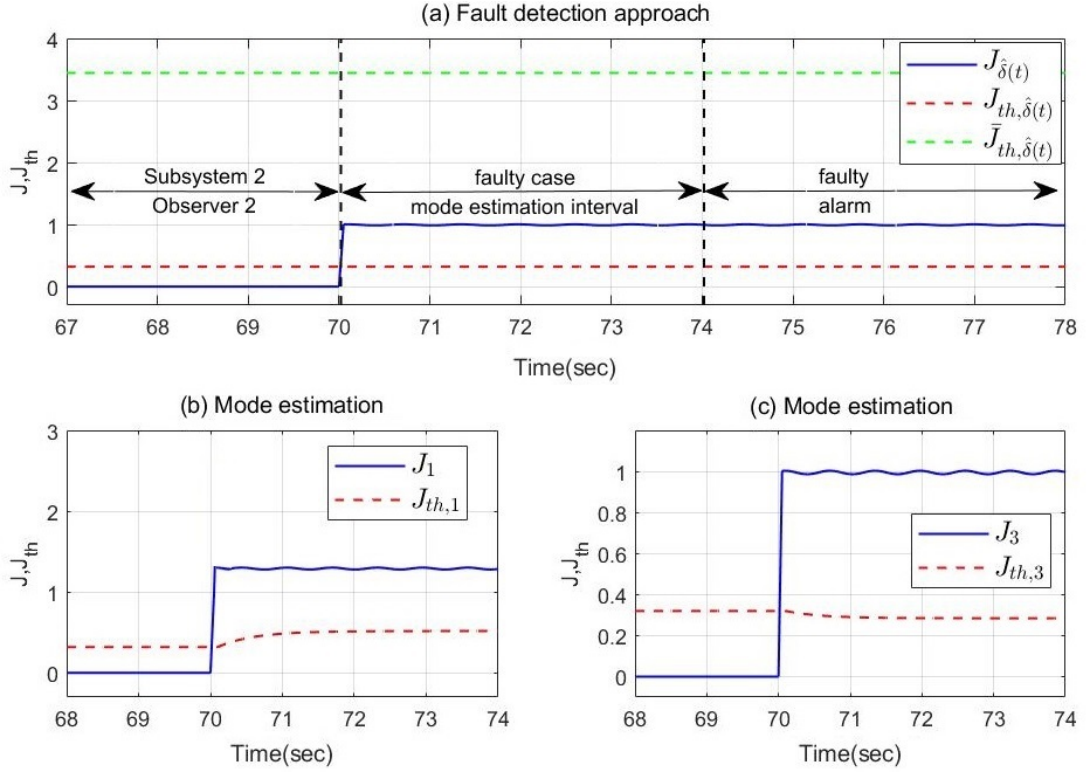 (a) Fault detection approach
4
3
2
1
0
J,J_th
J_δ̂(t)
J_th,δ̂(t)
J̄_th,δ̂(t)
Subsystem 2
Observer 2
faulty case
mode estimation interval
faulty
alarm
67 68 69 70 71 72 73 74 75 76 77 78
Time(sec)
(b) Mode estimation
3
2
1
0
J,J_th
J_1
J_th,1
68 69 70 71 72 73 74
Time(sec)
(c) Mode estimation
1
0.8
0.6
0.4
0.2
0
J,J_th
J_3
J_th,3
68 69 70 71 72 73 74
Time(sec)